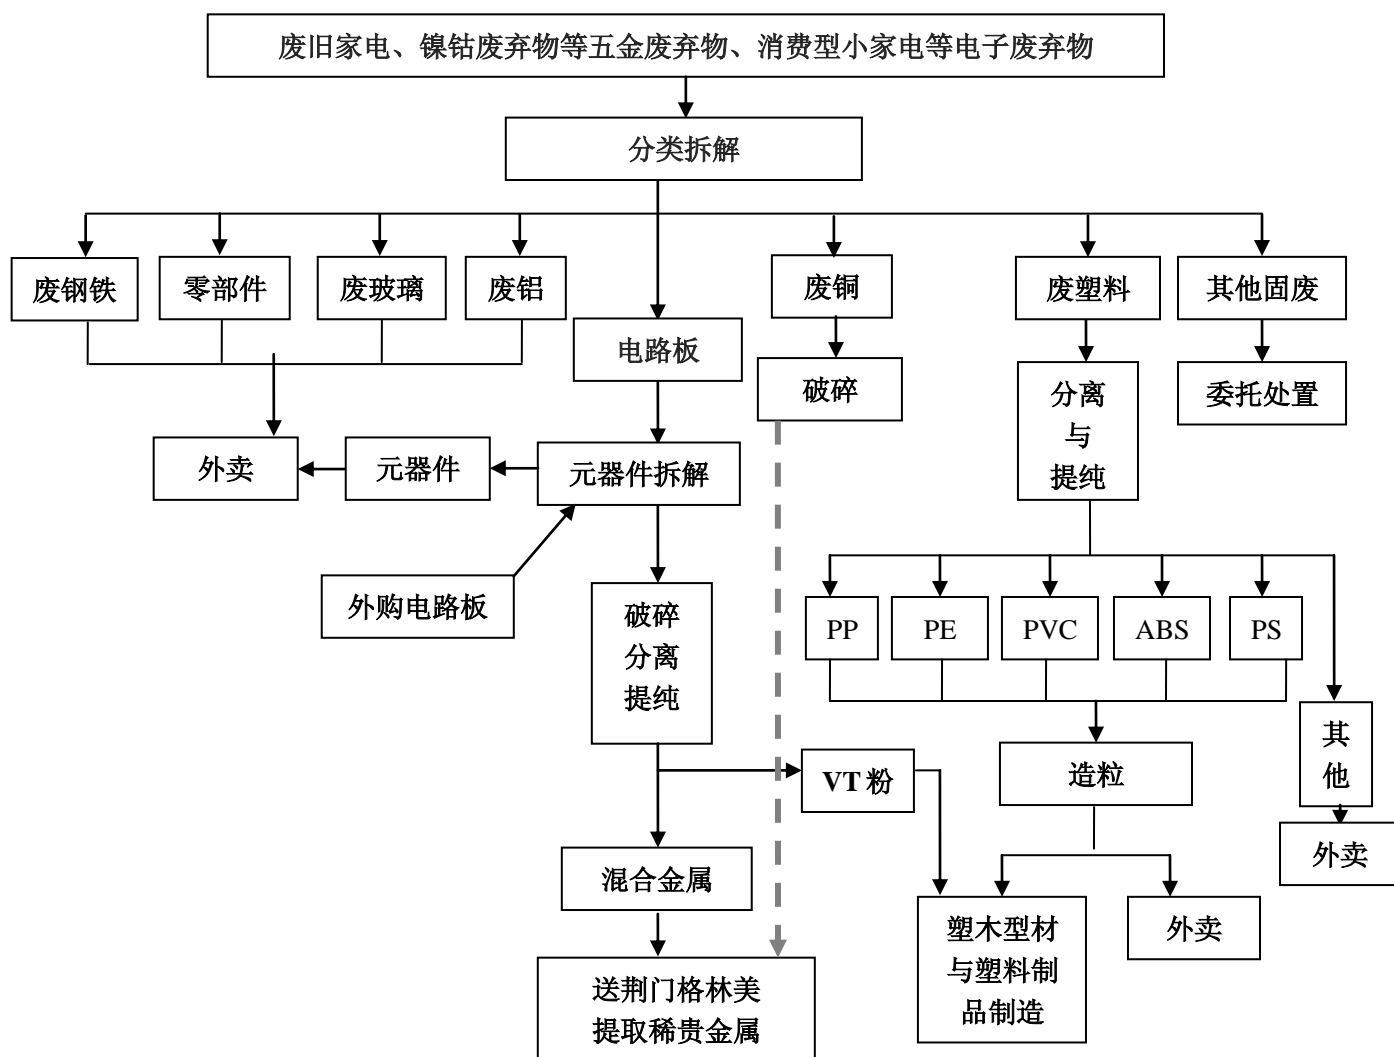 废旧家电、镍钴废弃物等五金废弃物、消费型小家电等电子废弃物
分类拆解
废钢铁
零部件
废玻璃
废铝
废铜
废塑料
其他固废
电路板
破碎
分离
与
提纯
委托处置
外卖
元器件
元器件拆解
外购电路板
破碎
分离
提纯
PP
PE
PVC
ABS
PS
其
他
VT 粉
造粒
外卖
混合金属
塑木型材
与塑料制
品制造
外卖
送荆门格林美
提取稀贵金属